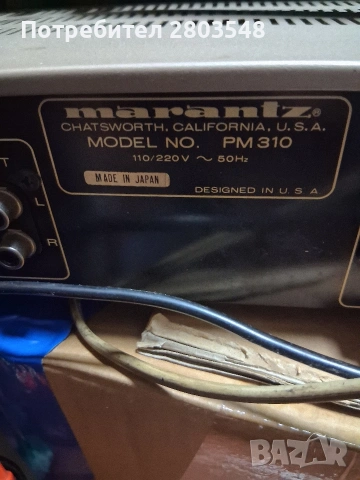 Потребител 2803548
marantz®
CHATSWORTH, CALIFORNIA, U.S.A.
MODEL NO. PM310
110/220V ~ 50Hz
MADE IN JAPAN
DESIGNED IN U S A
T
L
R
BAZAR